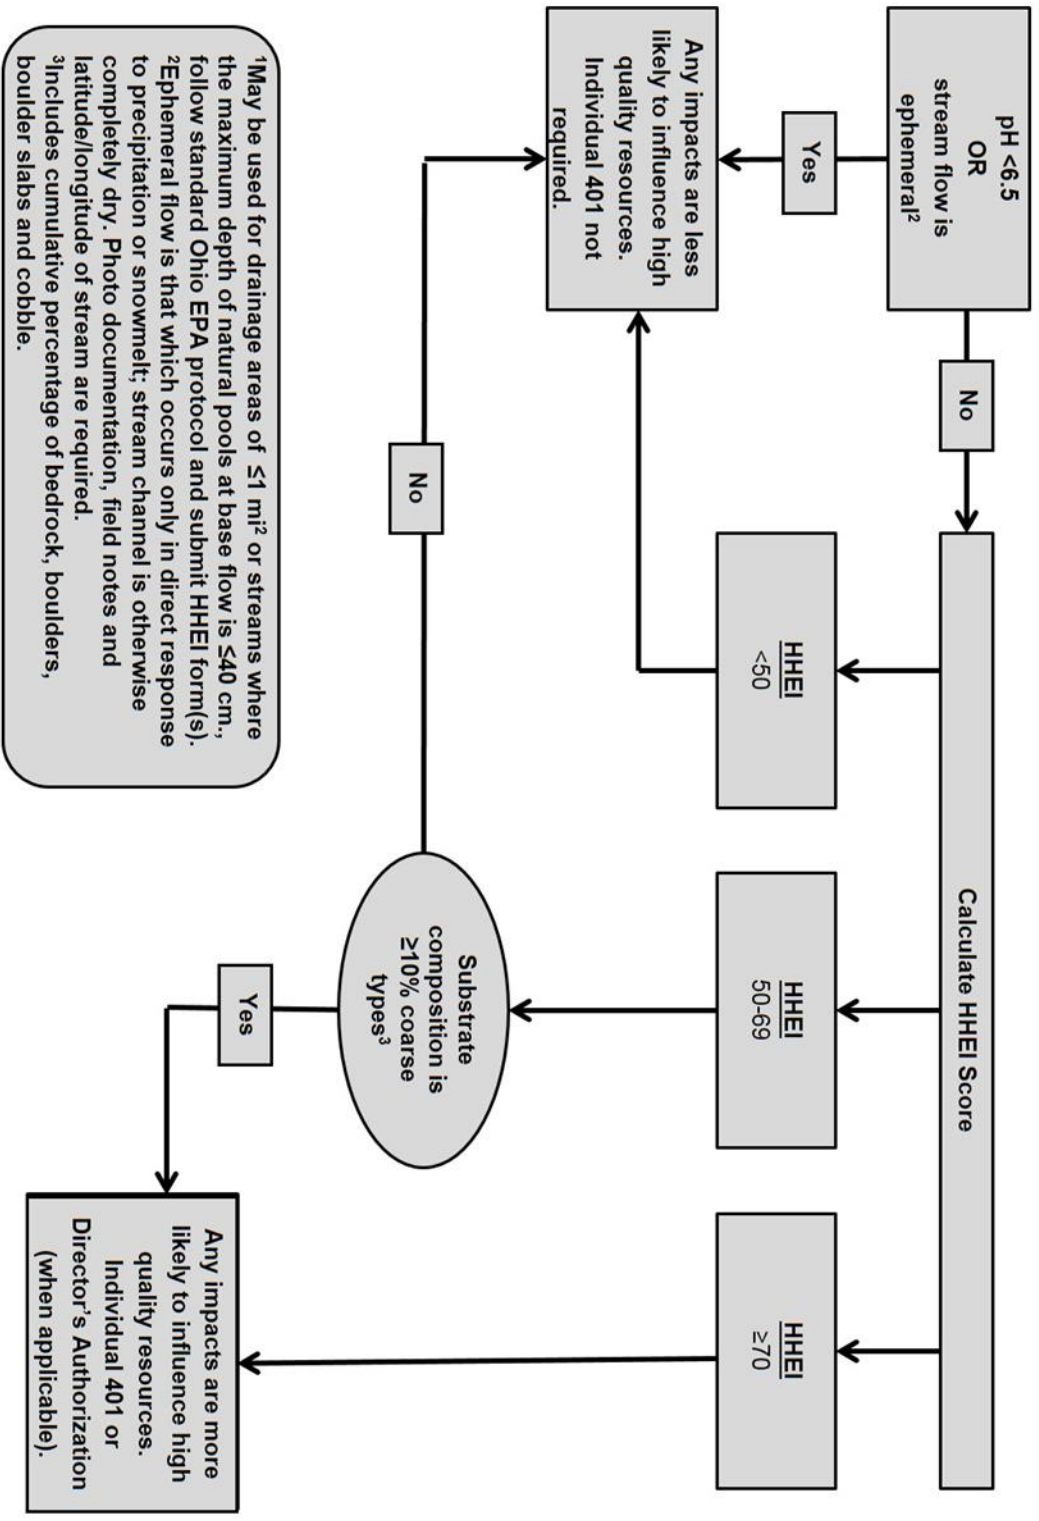 pH <6.5
OR
stream flow is
ephemeral²
No
Calculate HHEI Score
Yes
HHEI
<50
HHEI
50-69
HHEI
≥70
Any impacts are less
likely to influence high
quality resources.
Individual 401 not
required.
No
Substrate
composition is
≥10% coarse
types³
Yes
Any impacts are more
likely to influence high
quality resources.
Individual 401 or
Director's Authorization
(when applicable).
¹May be used for drainage areas of ≤1 mi² or streams where
the maximum depth of natural pools at base flow is ≤40 cm.,
follow standard Ohio EPA protocol and submit HHEI form(s).
²Ephemeral flow is that which occurs only in direct response
to precipitation or snowmelt; stream channel is otherwise
completely dry. Photo documentation, field notes and
latitude/longitude of stream are required.
³Includes cumulative percentage of bedrock, boulders,
boulder slabs and cobble.